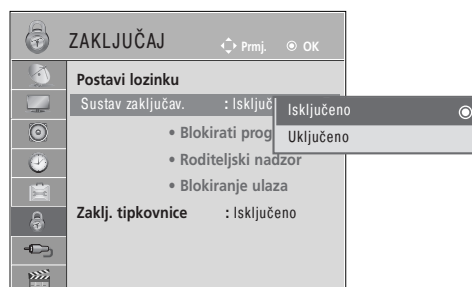 ZAKLJUČAJ Prmj. OK
Postavi lozinku
Sustav zaključav. : Isključ
Isključeno
Uključeno
• Blokirati prog
• Roditeljski nadzor
• Blokiranje ulaza
Zaklj. tipkovnice : Isključeno